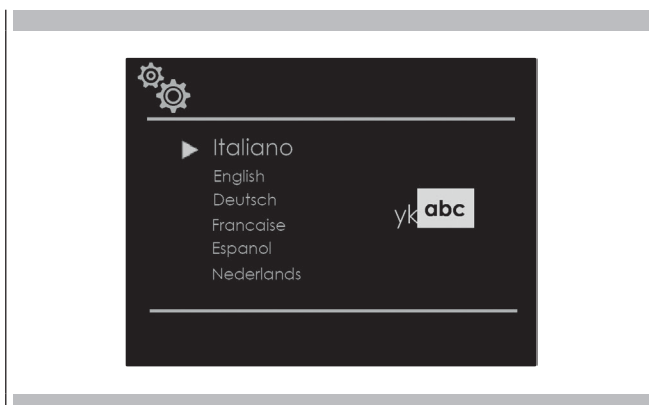 Italiano
English
Deutsch
Francaise
Espanol
Nederlands
yk abc